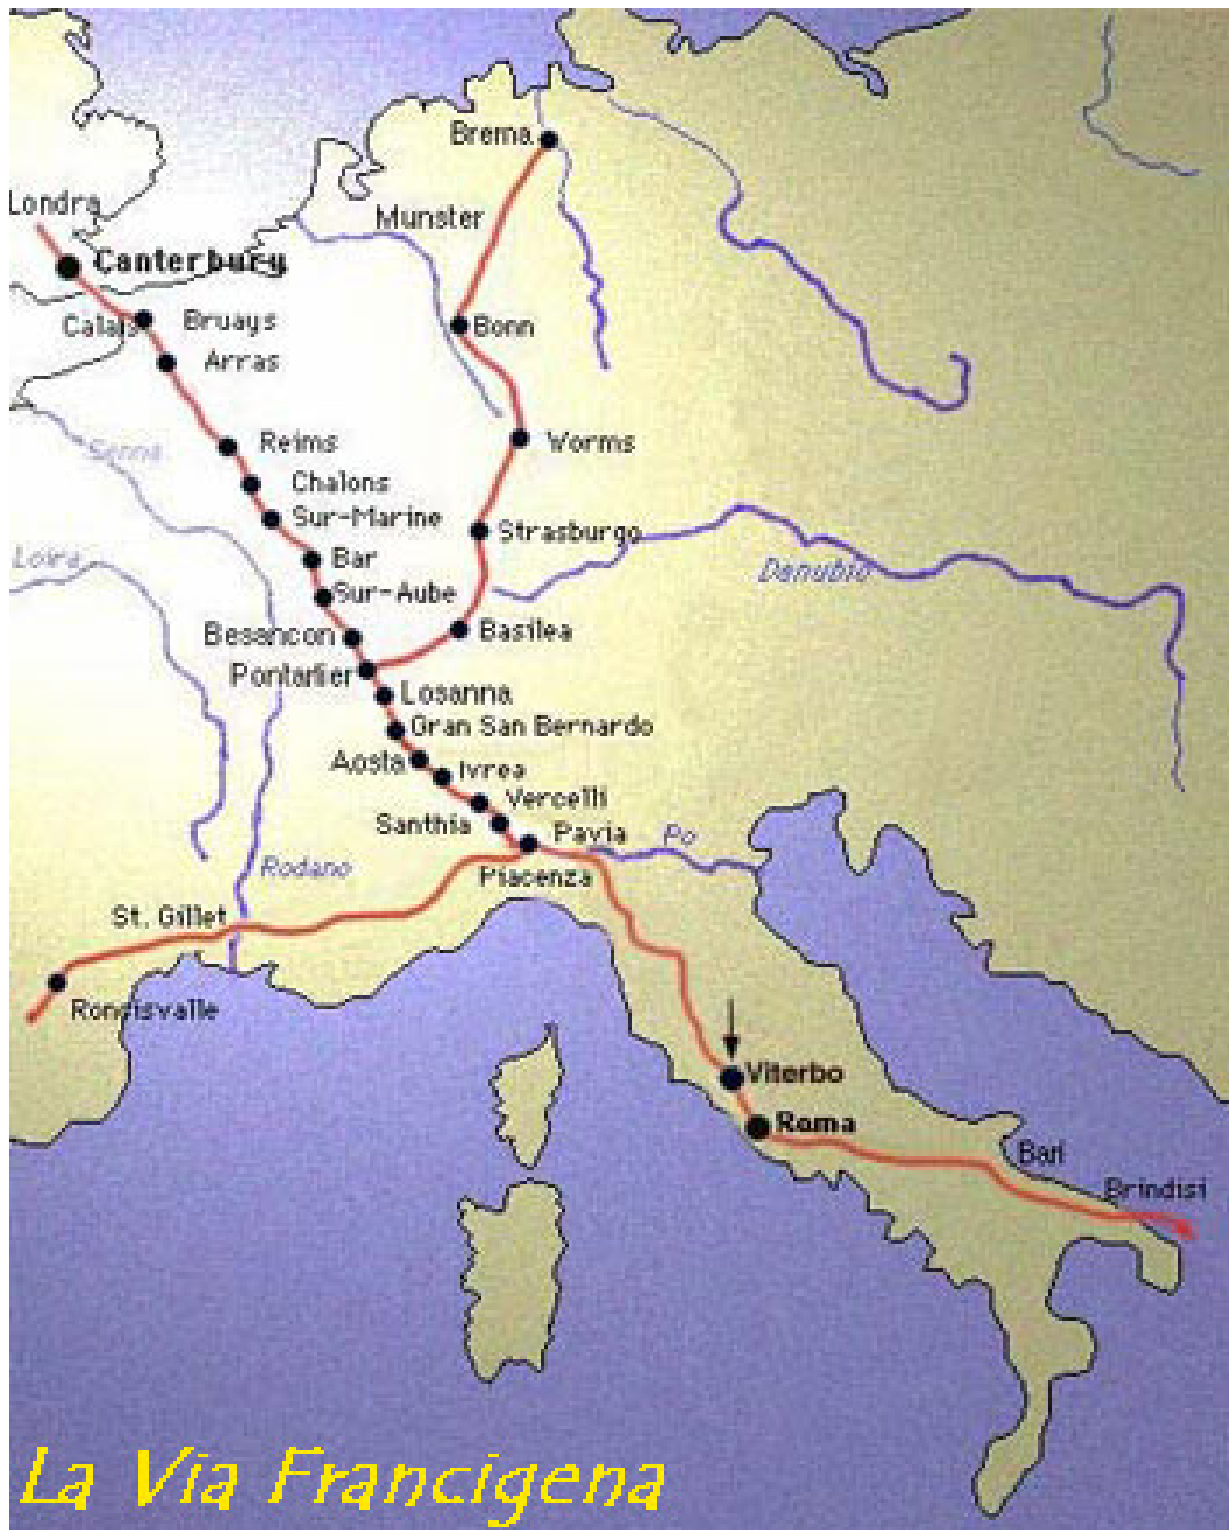 Brema
Londra
Munster
Canterbury
Calais
Bruays
Bonn
Arras
Senna
Reims
Worms
Chalons
Sur-Marine
Strasburgo
Loira
Bar
Danubio
Sur-Aube
Besancon
Basilea
Pontarlier
Losanna
Gran San Bernardo
Aosta
Ivrea
Vercelli
Santhia
Pavia
Po
Rodano
Piacenza
St. Gillet
Roncisvalle
Viterbo
Roma
Bari
Brindisi
La Via Francigena